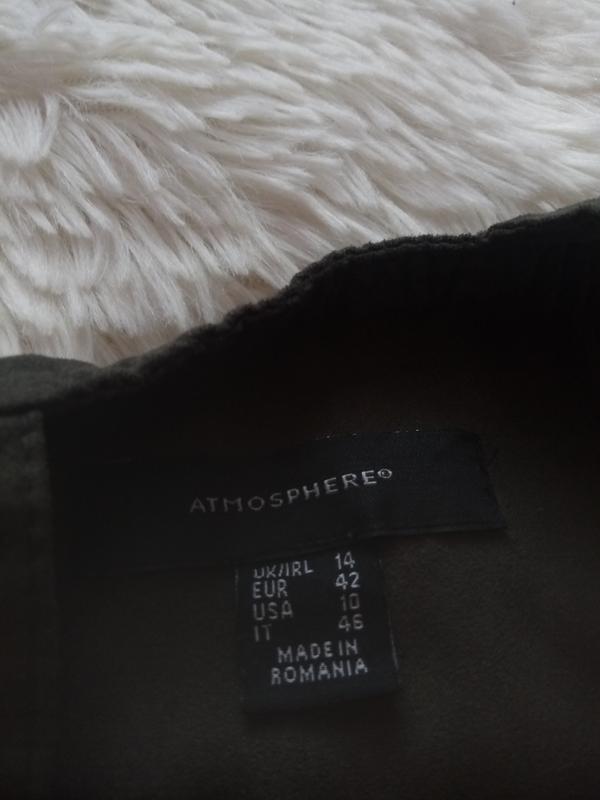 ATMOSPHERE®
UK/IRL 14
EUR 42
USA 10
IT 46
MADE IN
ROMANIA